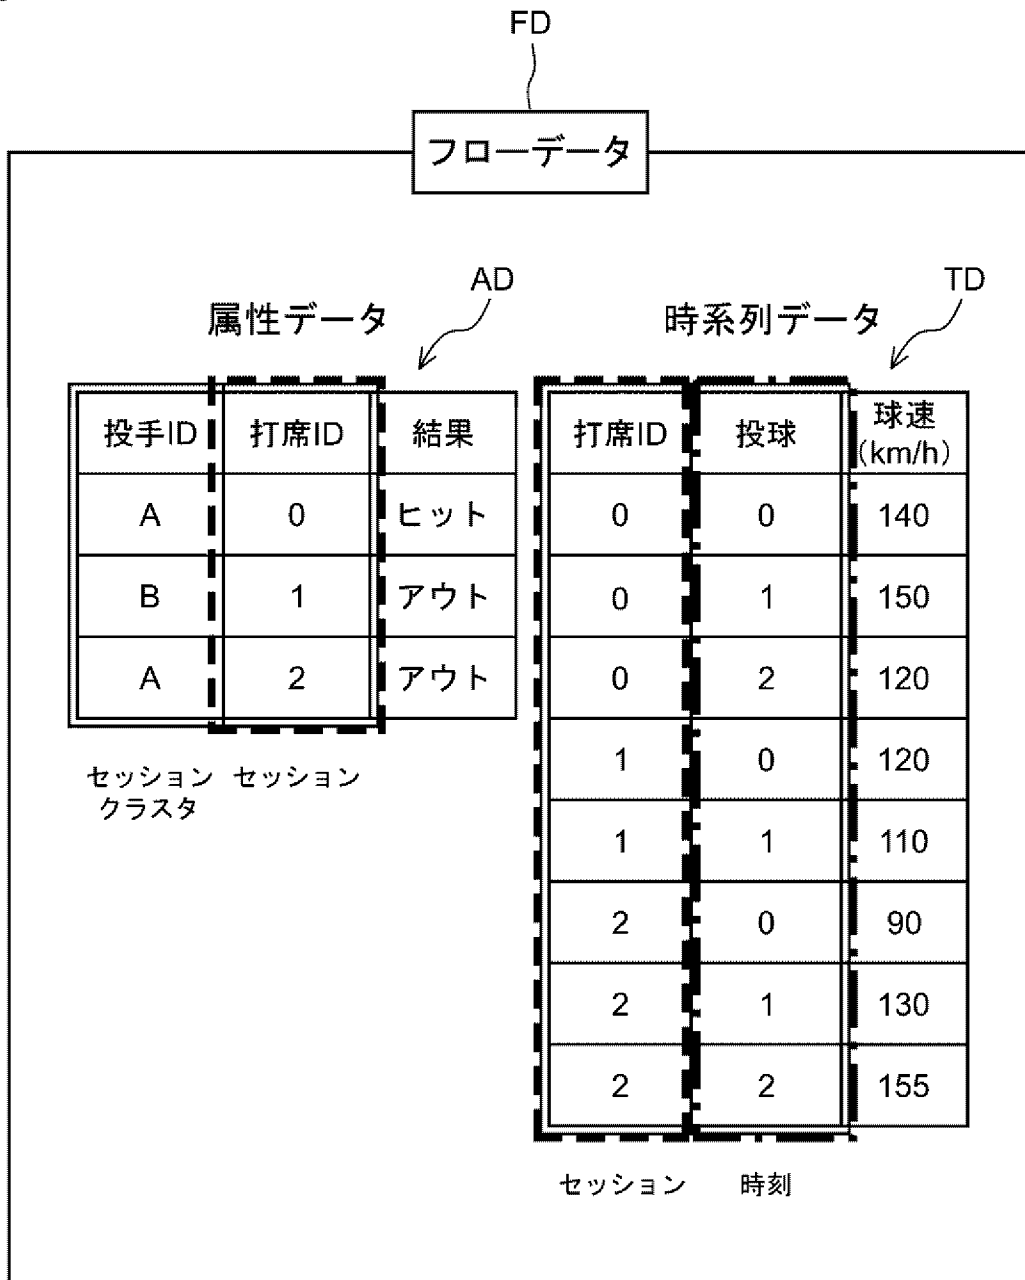 FD
フローデータ
AD
属性データ
投手ID 打席ID 結果
A 0 ヒット
B 1 アウト
A 2 アウト
セッション セッション
クラスタ
TD
時系列データ
打席ID 投球 球速
(km/h)
0 0 140
0 1 150
0 2 120
1 0 120
1 1 110
2 0 90
2 1 130
2 2 155
セッション 時刻